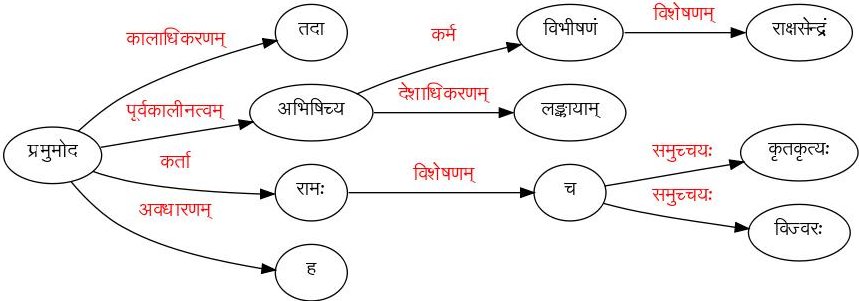 कालाधिकरणम्
तदा
कर्म
विभीषणं
विशेषणम्
राक्षसेन्द्रं
पूर्वकालीनत्वम्
अभिषिच्य
देशाधिकरणम्
लङ्कायाम्
प्रमुमोद
कर्ता
रामः
विशेषणम्
च
समुच्चयः
कृतकृत्यः
समुच्चयः
विज्वरः
अवधारणम्
ह